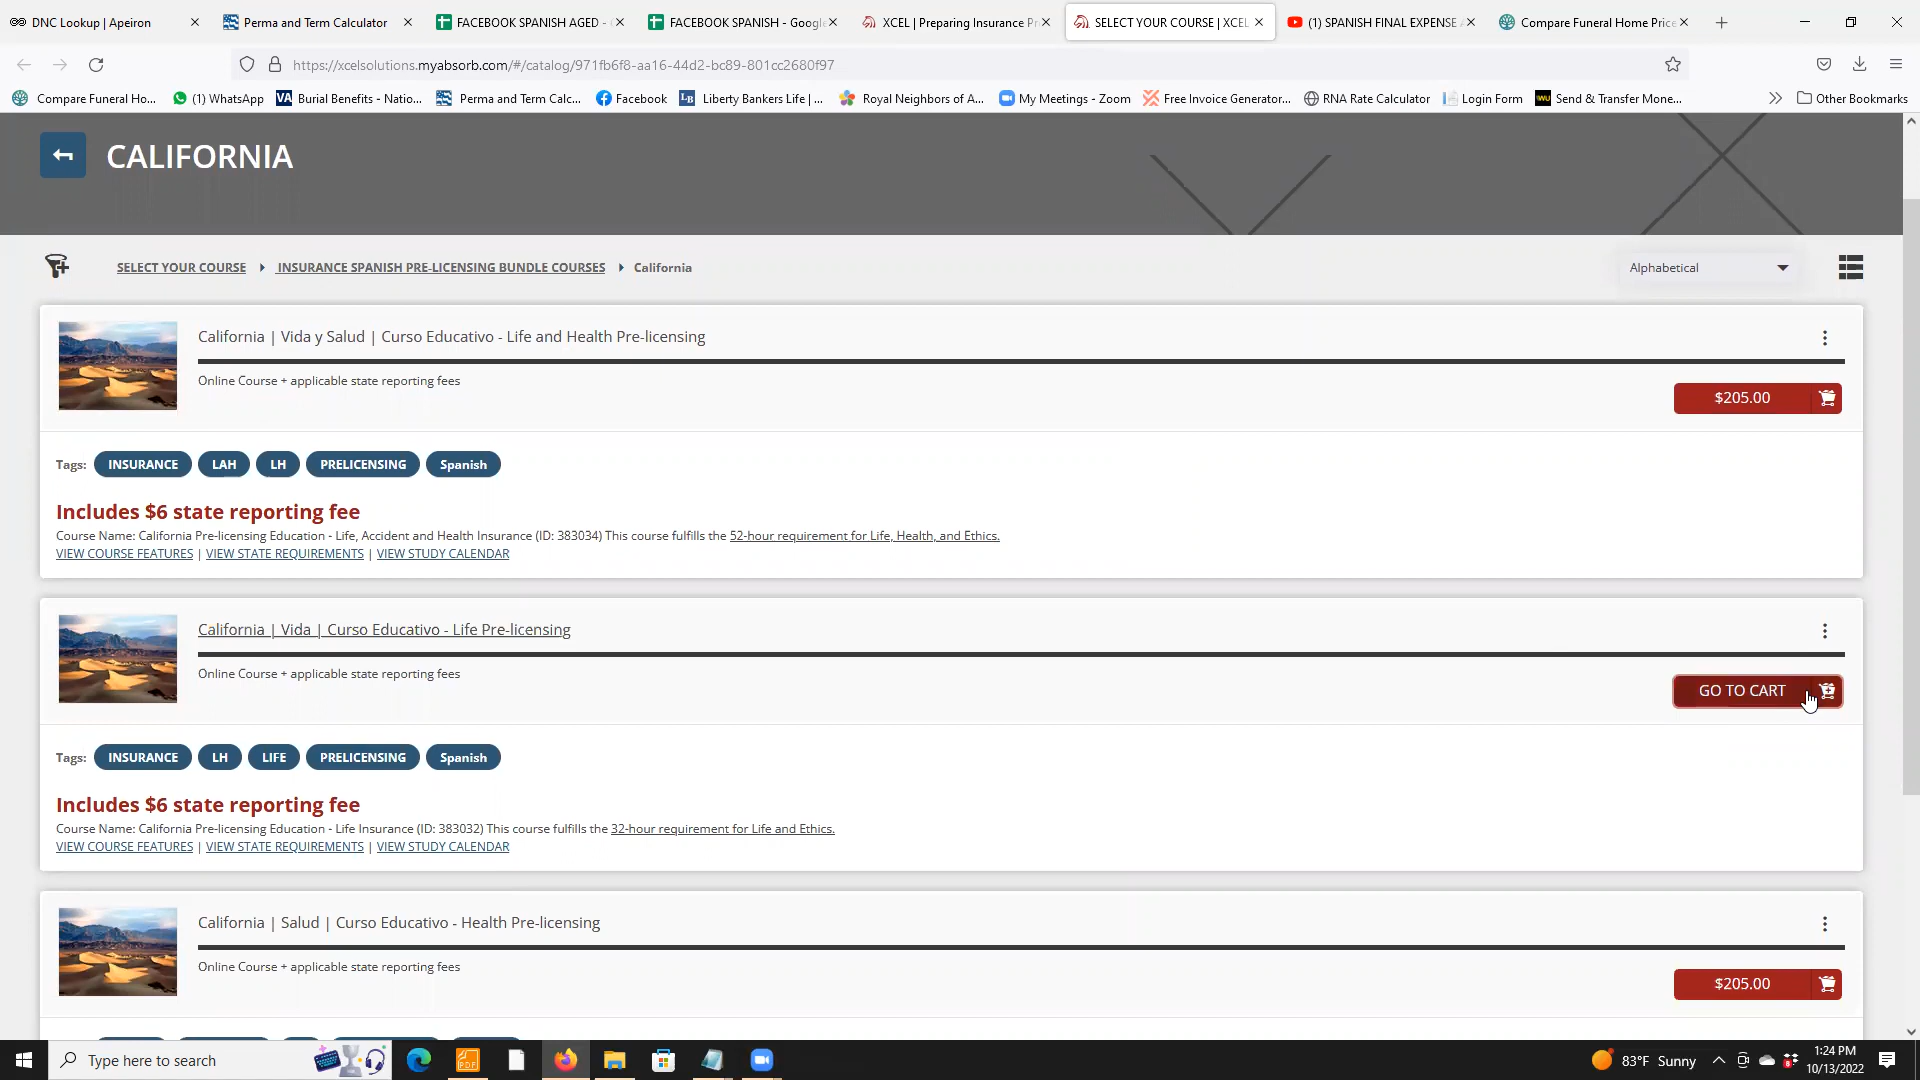 DNC Lookup | Apeiron
Perma and Term Calculator
FACEBOOK SPANISH AGED -
FACEBOOK SPANISH - Google
XCEL | Preparing Insurance Pr
SELECT YOUR COURSE | XCEL
(1) SPANISH FINAL EXPENSE
Compare Funeral Home Price
https://xcelsolutions.myabsorb.com/#/catalog/971fb6f8-aa16-44d2-bc89-801cc2680f97
Compare Funeral Ho...
(1) WhatsApp
VA Burial Benefits - Natio...
Perma and Term Calc...
Facebook
LB Liberty Bankers Life | ...
Royal Neighbors of A...
My Meetings - Zoom
Free Invoice Generator...
RNA Rate Calculator
Login Form
WU Send & Transfer Mone...
Other Bookmarks
CALIFORNIA
SELECT YOUR COURSE
INSURANCE SPANISH PRE-LICENSING BUNDLE COURSES
California
Alphabetical
California | Vida y Salud | Curso Educativo - Life and Health Pre-licensing
Online Course + applicable state reporting fees
$205.00
Tags: INSURANCE LAH LH PRELICENSING Spanish
Includes $6 state reporting fee
Course Name: California Pre-licensing Education - Life, Accident and Health Insurance (ID: 383034) This course fulfills the 52-hour requirement for Life, Health, and Ethics.
VIEW COURSE FEATURES | VIEW STATE REQUIREMENTS | VIEW STUDY CALENDAR
California | Vida | Curso Educativo - Life Pre-licensing
Online Course + applicable state reporting fees
GO TO CART
Tags: INSURANCE LH LIFE PRELICENSING Spanish
Includes $6 state reporting fee
Course Name: California Pre-licensing Education - Life Insurance (ID: 383032) This course fulfills the 32-hour requirement for Life and Ethics.
VIEW COURSE FEATURES | VIEW STATE REQUIREMENTS | VIEW STUDY CALENDAR
California | Salud | Curso Educativo - Health Pre-licensing
Online Course + applicable state reporting fees
$205.00
Type here to search
PDF
83°F Sunny
1:24 PM
10/13/2022